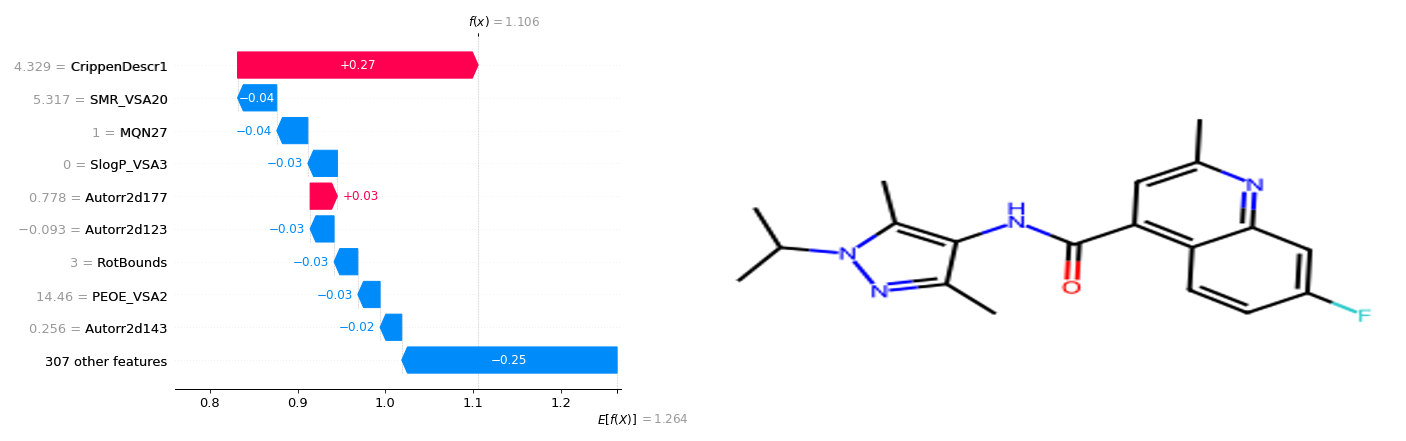 f(x) = 1.106
4.329 = CrippenDescr1
+0.27
5.317 = SMR_VSA20
−0.04
1 = MQN27
−0.04
0 = SlogP_VSA3
−0.03
0.778 = Autorr2d177
+0.03
−0.093 = Autorr2d123
−0.03
3 = RotBounds
−0.03
14.46 = PEOE_VSA2
−0.03
0.256 = Autorr2d143
−0.02
307 other features
−0.25
0.8 0.9 1.0 1.1 1.2
E[f(X)] = 1.264
N
H
N
N
N
O
F